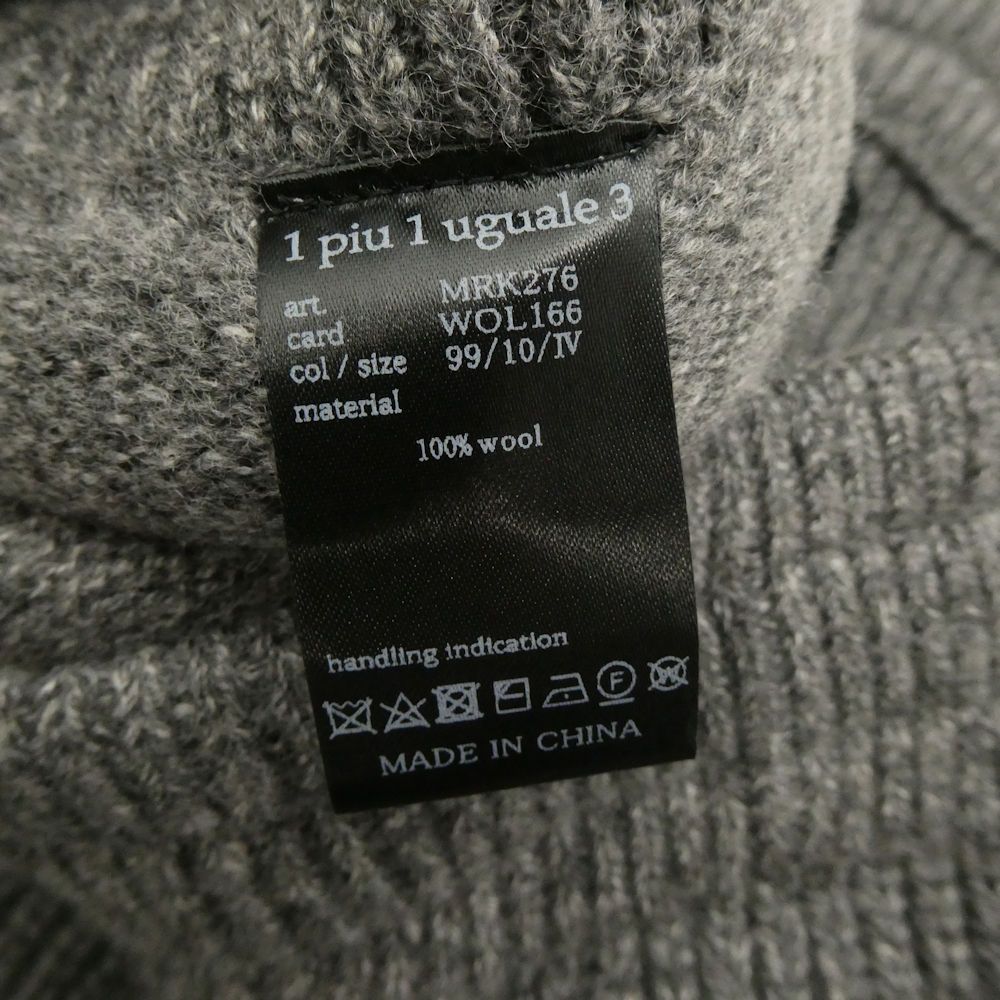 1 piu 1 uguale 3
art. MRK276
card WOL166
col / size 99/10/IV
material
100% wool
handling indication
F W
MADE IN CHINA